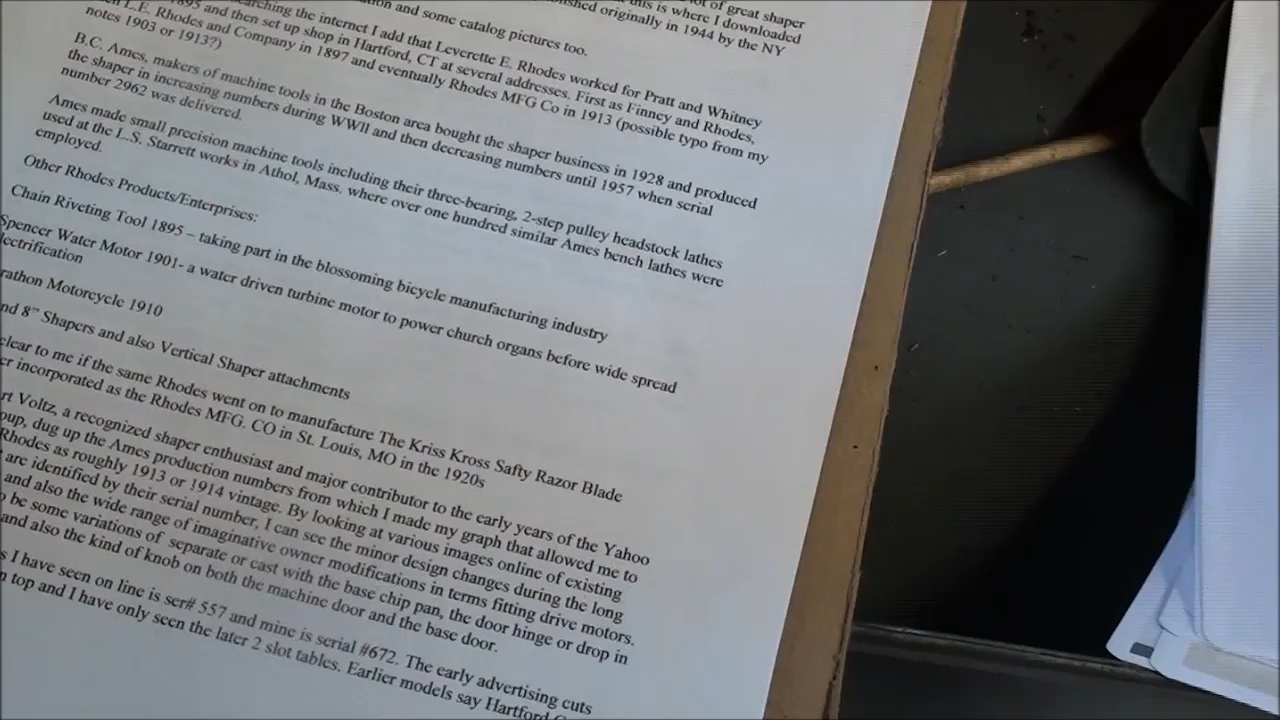 lot of great shaper
tion and some catalog pictures too. this is where I downloaded
originally in 1944 by the NY
searching the internet I add that Leverette E. Rhodes worked for Pratt and Whitney
1895 and then set up shop in Hartford, CT at several addresses. First as Finney and Rhodes,
L.E. Rhodes and Company in 1897 and eventually Rhodes MFG Co in 1913 (possible typo from my
notes 1903 or 1913?)
B.C. Ames, makers of machine tools in the Boston area bought the shaper business in 1928 and produced
the shaper in increasing numbers during WWII and then decreasing numbers until 1957 when serial
number 2962 was delivered.
Ames made small precision machine tools including their three-bearing, 2-step pulley headstock lathes
used at the L.S. Starrett works in Athol, Mass. where over one hundred similar Ames bench lathes were
employed.
Other Rhodes Products/Enterprises:
Chain Riveting Tool 1895 – taking part in the blossoming bicycle manufacturing industry
Spencer Water Motor 1901- a water driven turbine motor to power church organs before wide spread
lectrification
rathon Motorcycle 1910
nd 8” Shapers and also Vertical Shaper attachments
clear to me if the same Rhodes went on to manufacture The Kriss Kross Safty Razor Blade
er incorporated as the Rhodes MFG. CO in St. Louis, MO in the 1920s
rt Voltz, a recognized shaper enthusiast and major contributor to the early years of the Yahoo
oup, dug up the Ames production numbers from which I made my graph that allowed me to
Rhodes as roughly 1913 or 1914 vintage. By looking at various images online of existing
are identified by their serial number, I can see the minor design changes during the long
and also the wide range of imaginative owner modifications in terms fitting drive motors.
o be some variations of separate or cast with the base chip pan, the door hinge or drop in
and also the kind of knob on both the machine door and the base door.
s I have seen on line is ser# 557 and mine is serial #672. The early advertising cuts
n top and I have only seen the later 2 slot tables. Earlier models say Hartford